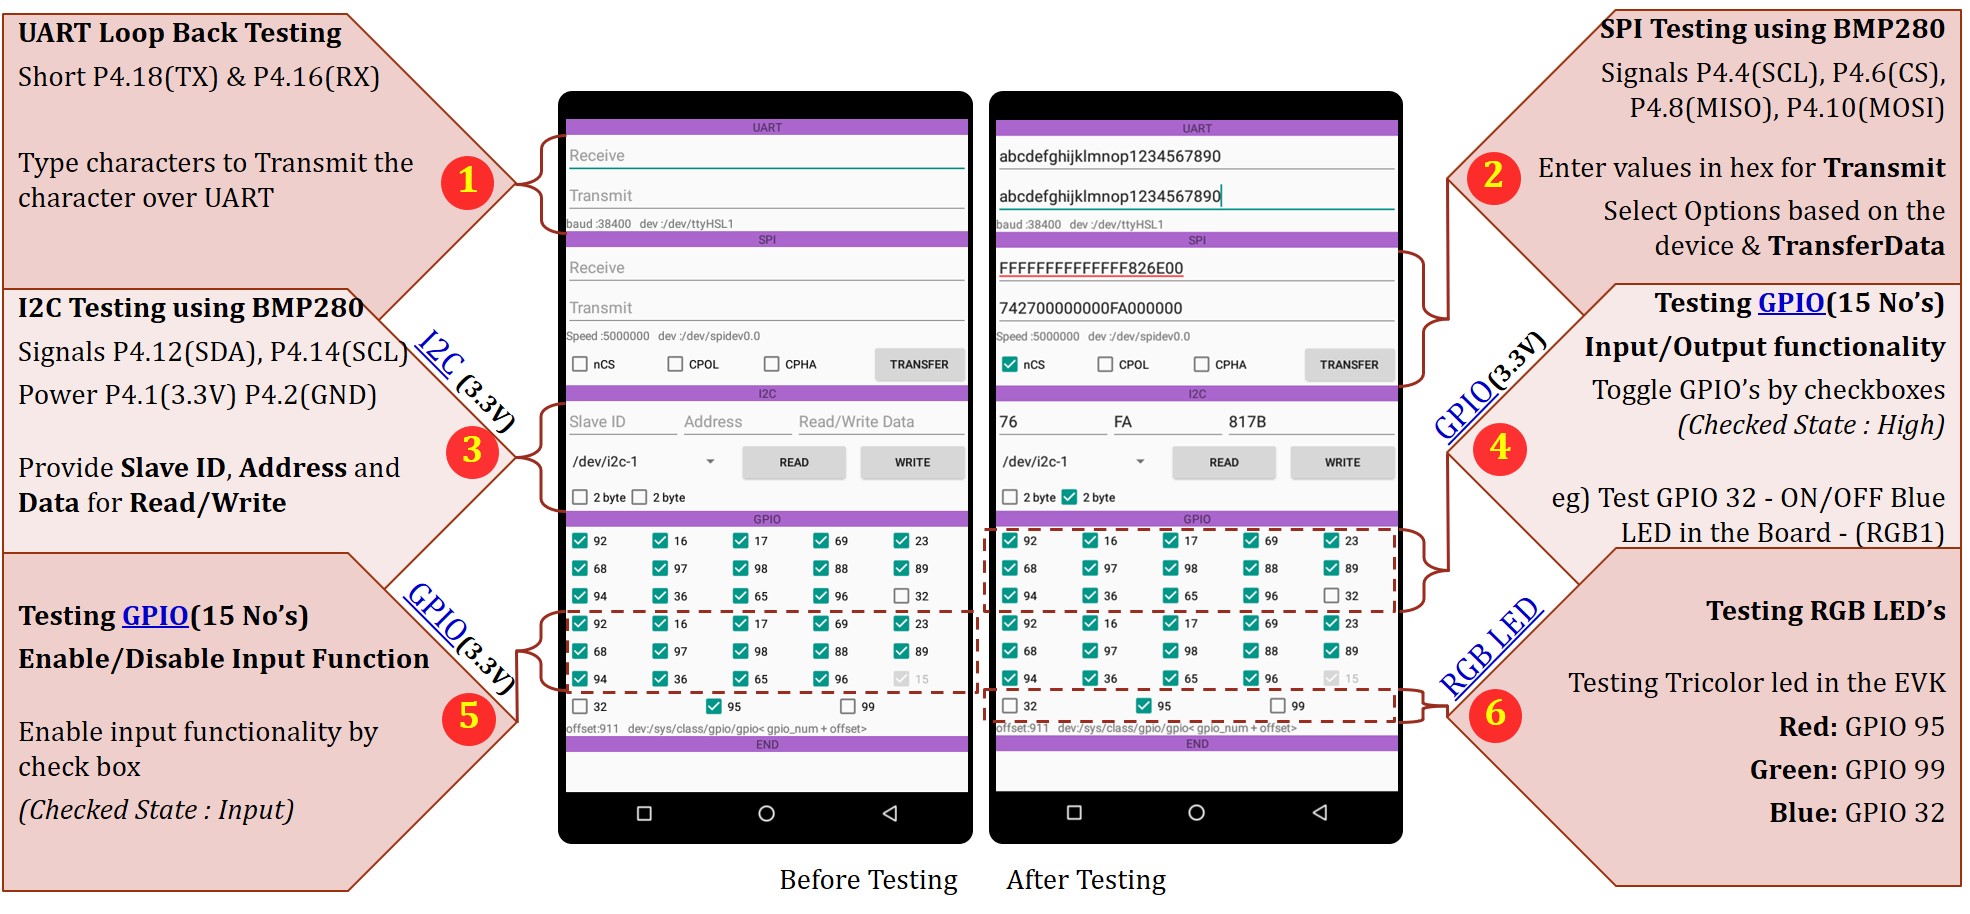 UART Loop Back Testing
Short P4.18(TX) & P4.16(RX)
Type characters to Transmit the
character over UART
1
I2C Testing using BMP280
Signals P4.12(SDA), P4.14(SCL)
Power P4.1(3.3V) P4.2(GND)
Provide Slave ID, Address and
Data for Read/Write
I2C (3.3V)
3
Testing GPIO(15 No’s)
Enable/Disable Input Function
Enable input functionality by
check box
(Checked State : Input)
GPIO(3.3V)
5
UART
Receive
Transmit
baud :38400 dev :/dev/ttyHSL1
SPI
Receive
Transmit
Speed :5000000 dev :/dev/spidev0.0
nCS CPOL CPHA TRANSFER
I2C
Slave ID Address Read/Write Data
/dev/i2c-1 READ WRITE
2 byte 2 byte
GPIO
92 16 17 69 23
68 97 98 88 89
94 36 65 96 32
92 16 17 69 23
68 97 98 88 89
94 36 65 96 15
32 95 99
offset:911 dev:/sys/class/gpio/gpio< gpio_num + offset>
END
Before Testing
UART
abcdefghijklmnop1234567890
abcdefghijklmnop1234567890
baud :38400 dev :/dev/ttyHSL1
SPI
FFFFFFFFFFFFFF826E00
742700000000FA000000
Speed :5000000 dev :/dev/spidev0.0
nCS CPOL CPHA TRANSFER
I2C
76 FA 817B
/dev/i2c-1 READ WRITE
2 byte 2 byte
GPIO
92 16 17 69 23
68 97 98 88 89
94 36 65 96 32
92 16 17 69 23
68 97 98 88 89
94 36 65 96 15
32 95 99
offset:911 dev:/sys/class/gpio/gpio< gpio_num + offset>
END
After Testing
SPI Testing using BMP280
Signals P4.4(SCL), P4.6(CS),
P4.8(MISO), P4.10(MOSI)
Enter values in hex for Transmit
Select Options based on the
device & TransferData
2
Testing GPIO(15 No’s)
Input/Output functionality
Toggle GPIO’s by checkboxes
(Checked State : High)
eg) Test GPIO 32 - ON/OFF Blue
LED in the Board - (RGB1)
GPIO(3.3V)
4
Testing RGB LED’s
Testing Tricolor led in the EVK
Red: GPIO 95
Green: GPIO 99
Blue: GPIO 32
RGB LED
6